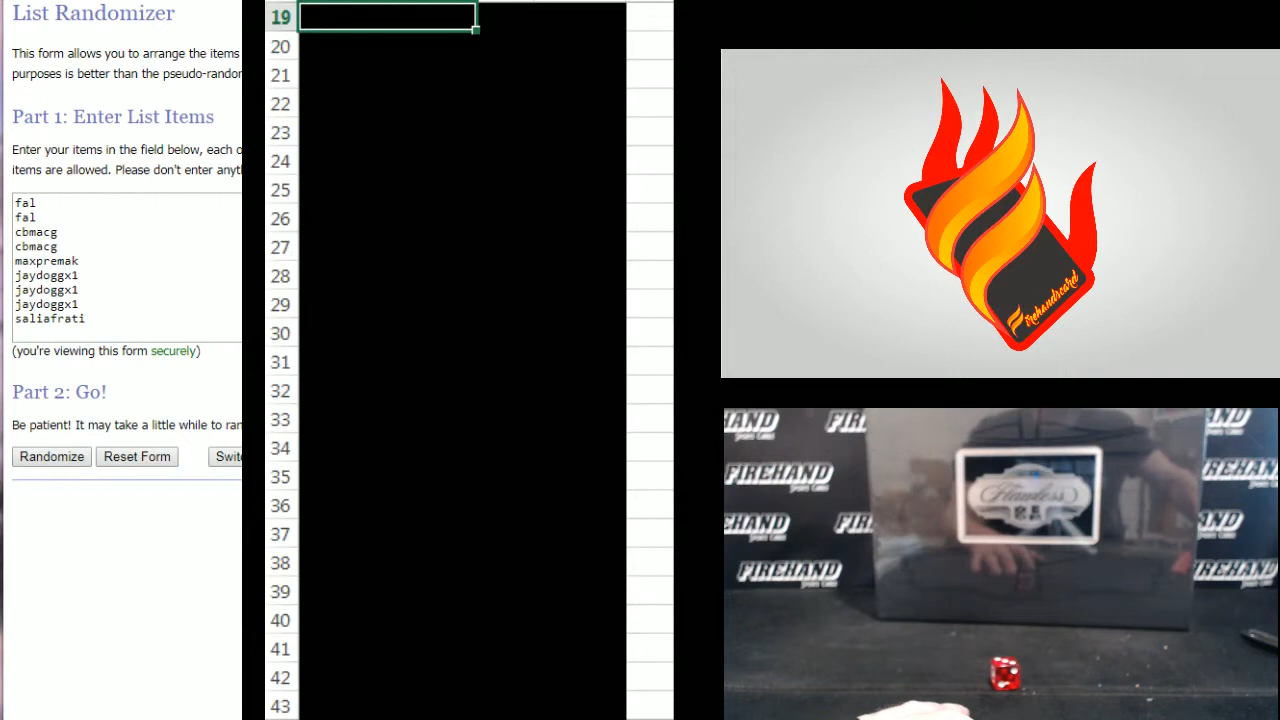 List Randomizer
This form allows you to arrange the items
purposes is better than the pseudo-random
Part 1: Enter List Items
Enter your items in the field below, each o
items are allowed. Please don't enter anyth
fal
fal
cbmacg
cbmacg
maxpremak
jaydoggx1
jaydoggx1
jaydoggx1
saliafrati
(you're viewing this form securely)
Part 2: Go!
Be patient! It may take a little while to ran
Randomize
Reset Form
Switc
19
20
21
22
23
24
25
26
27
28
29
30
31
32
33
34
35
36
37
38
39
40
41
42
43
Firehandscard
HAND
FIREHAND
FIREHAND
HAND
FIREHAND
Flawless
FIREHAND